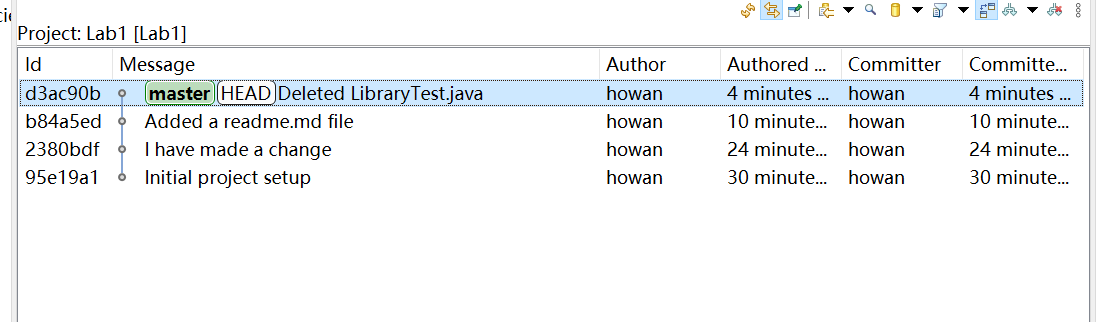 Project: Lab1 [Lab1]
Id Message Author Authored ... Committer Committe...
d3ac90b master HEAD Deleted LibraryTest.java howan 4 minutes ... howan 4 minutes ...
b84a5ed Added a readme.md file howan 10 minute... howan 10 minute...
2380bdf I have made a change howan 24 minute... howan 24 minute...
95e19a1 Initial project setup howan 30 minute... howan 30 minute...